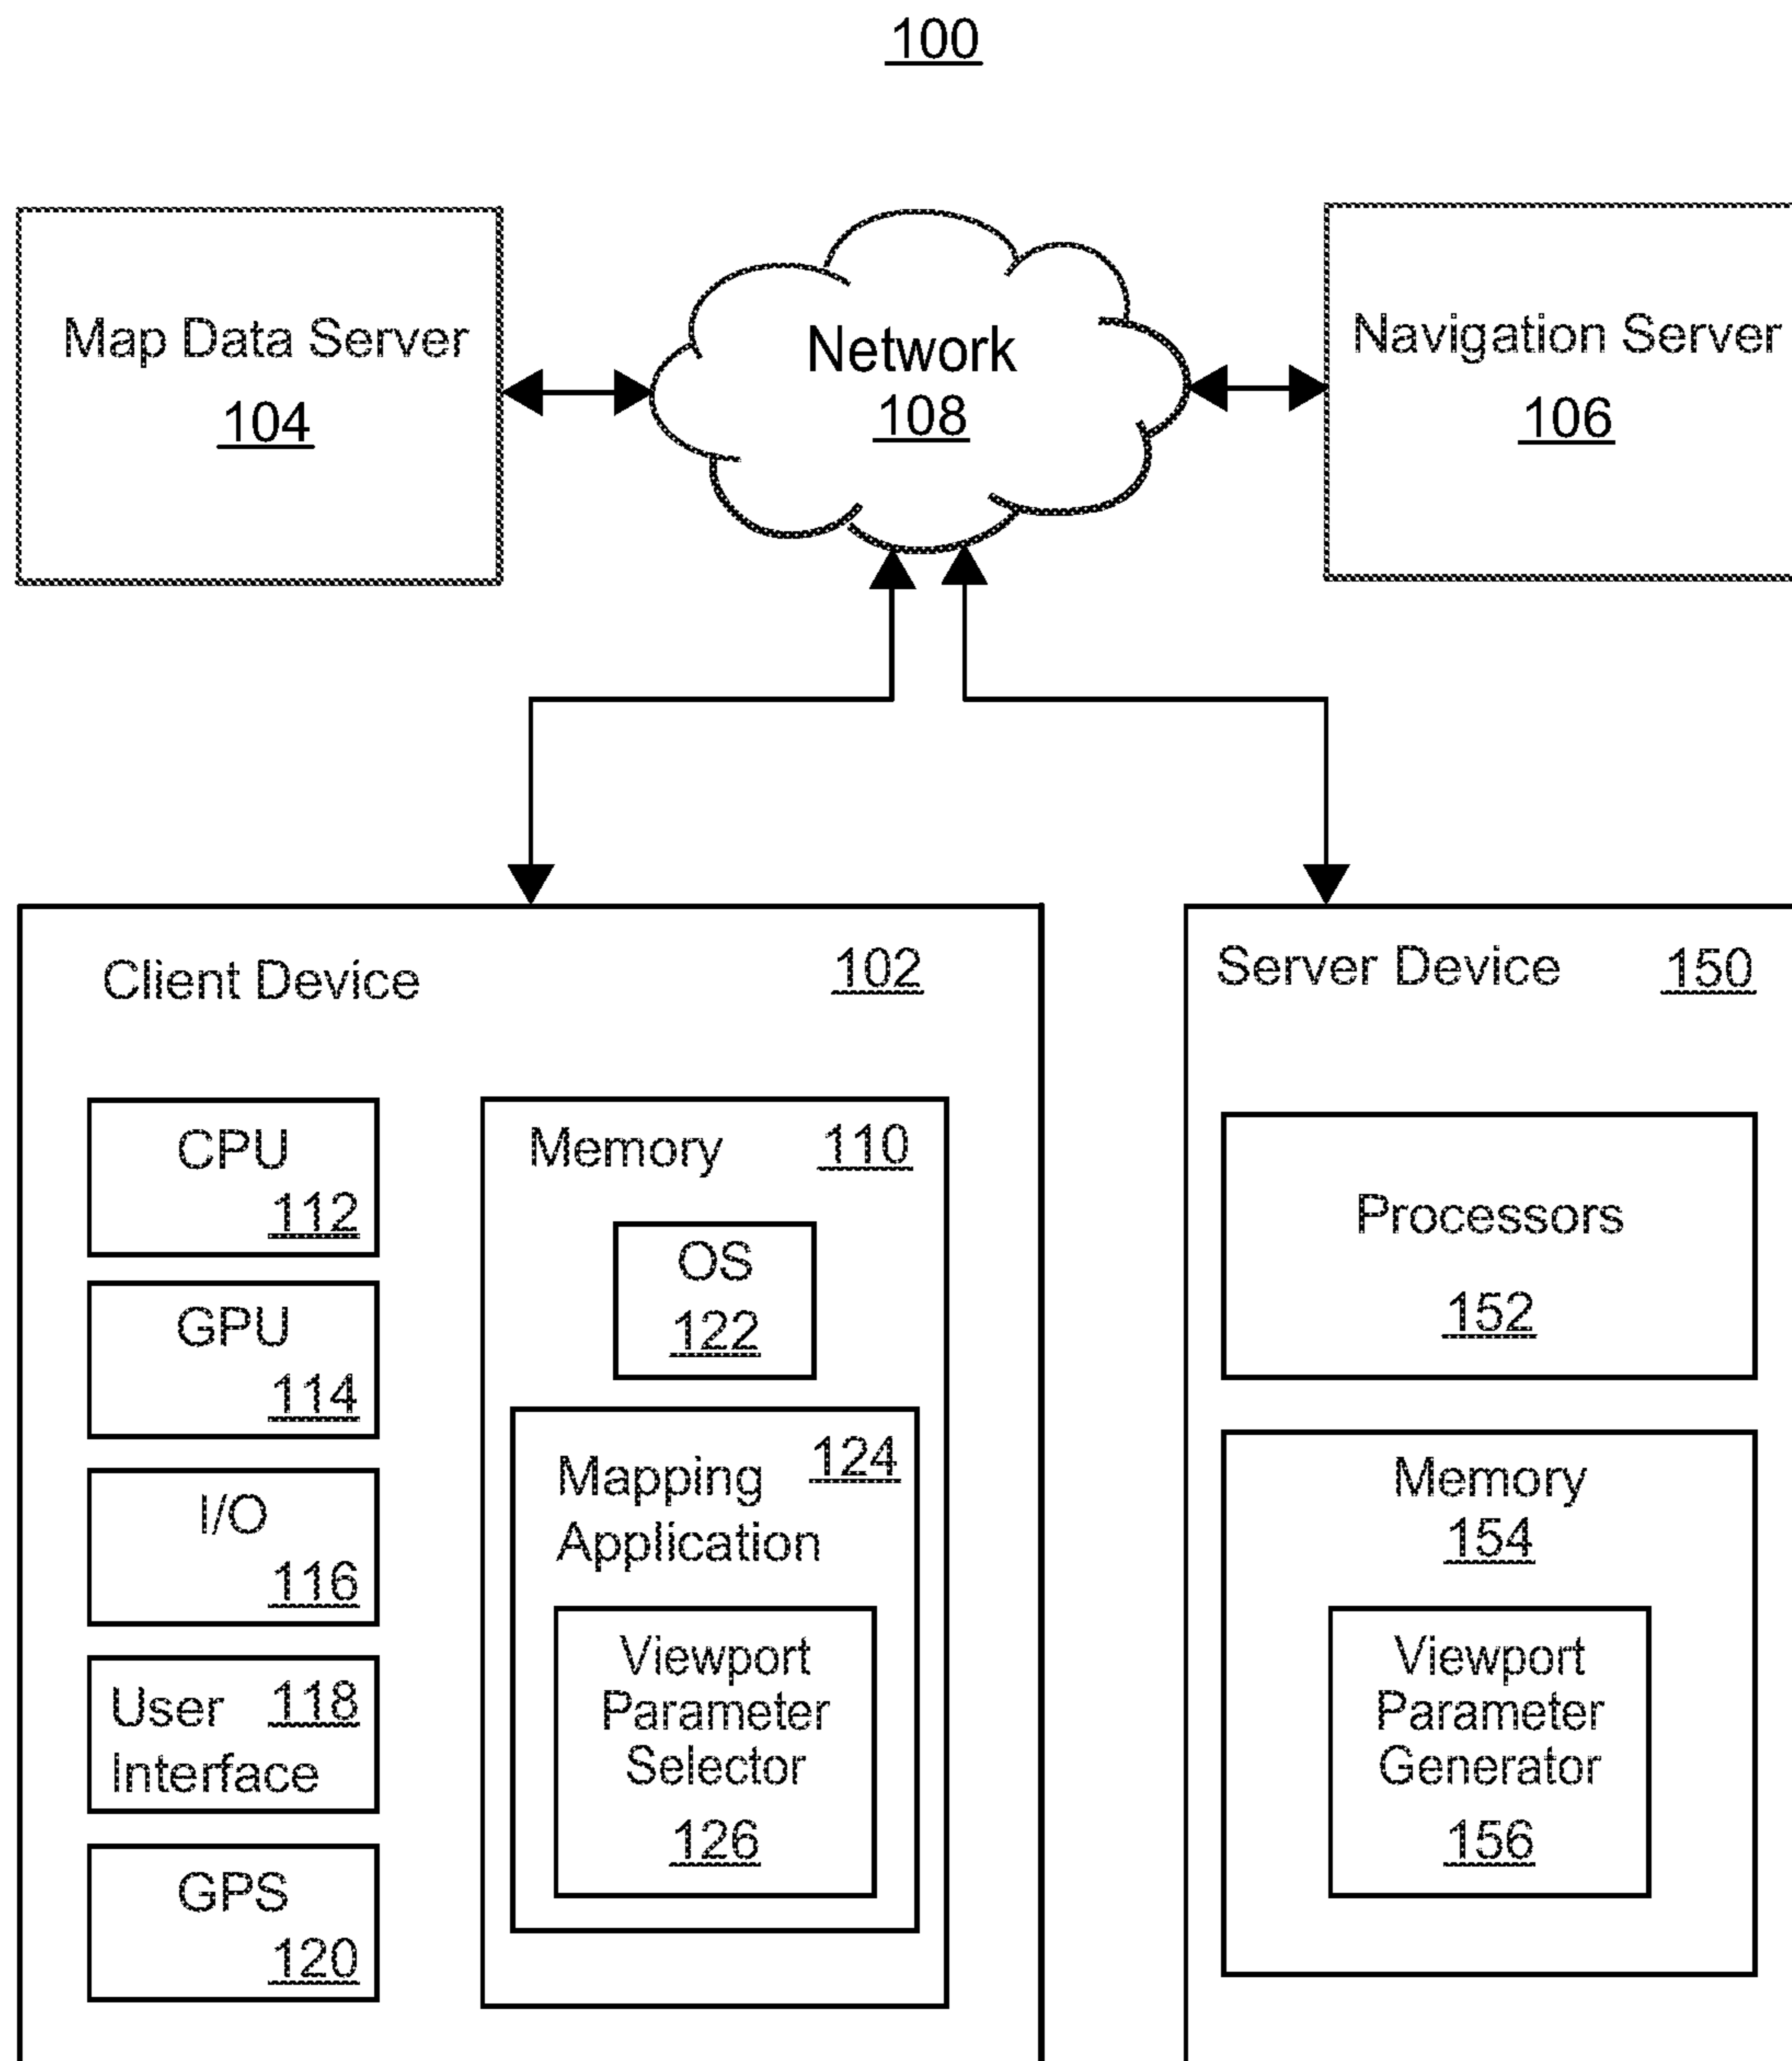 100
Map Data Server
104
Network
108
Navigation Server
106
Client Device 102
CPU
112
GPU
114
I/O
116
User 118
Interface
GPS
120
Memory 110
OS
122
Mapping 124
Application
Viewport
Parameter
Selector
126
Server Device 150
Processors
152
Memory
154
Viewport
Parameter
Generator
156